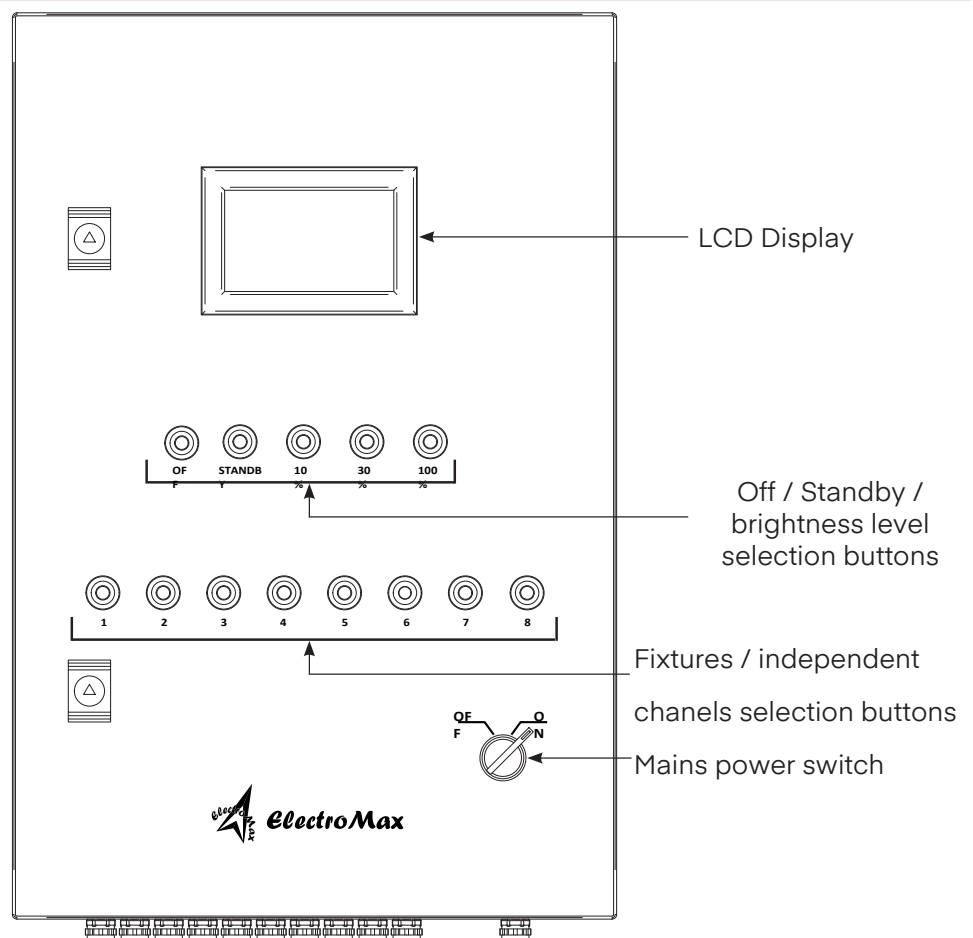 LCD Display
OF STANDB 10 30 100
F Y % % %
Off / Standby /
brightness level
selection buttons
1 2 3 4 5 6 7 8
Fixtures / independent
chanels selection buttons
OF O
F N
Mains power switch
ElectroMax
ElectroMax